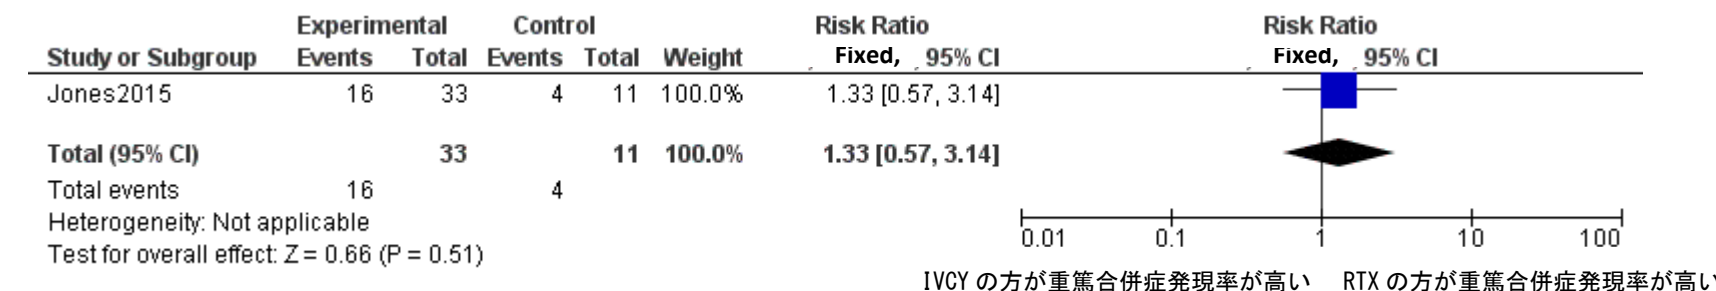 Experimental Control Risk Ratio Risk Ratio
Study or Subgroup Events Total Events Total Weight Fixed, 95% CI Fixed, 95% CI
Jones2015 16 33 4 11 100.0% 1.33 [0.57, 3.14]
Total (95% CI) 33 11 100.0% 1.33 [0.57, 3.14]
Total events 16 4
Heterogeneity: Not applicable
Test for overall effect: Z = 0.66 (P = 0.51)
0.01 0.1 1 10 100
IVCY の方が重篤合併症発現率が高い RTX の方が重篤合併症発現率が高い